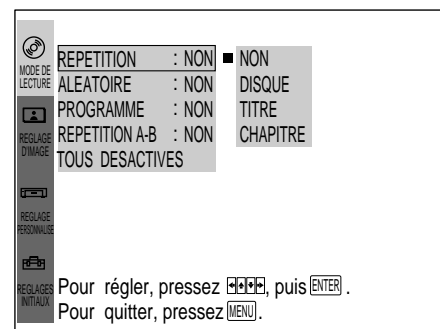 MODE DE
LECTURE
REPETITION : NON
ALEATOIRE : NON
PROGRAMME : NON
REPETITION A-B : NON
TOUS DESACTIVES
NON
DISQUE
TITRE
CHAPITRE
REGLAGE
D'IMAGE
REGLAGE
PERSONNALISE
REGLAGES
INITIAUX
Pour régler, pressez , puis ENTER .
Pour quitter, pressez MENU.